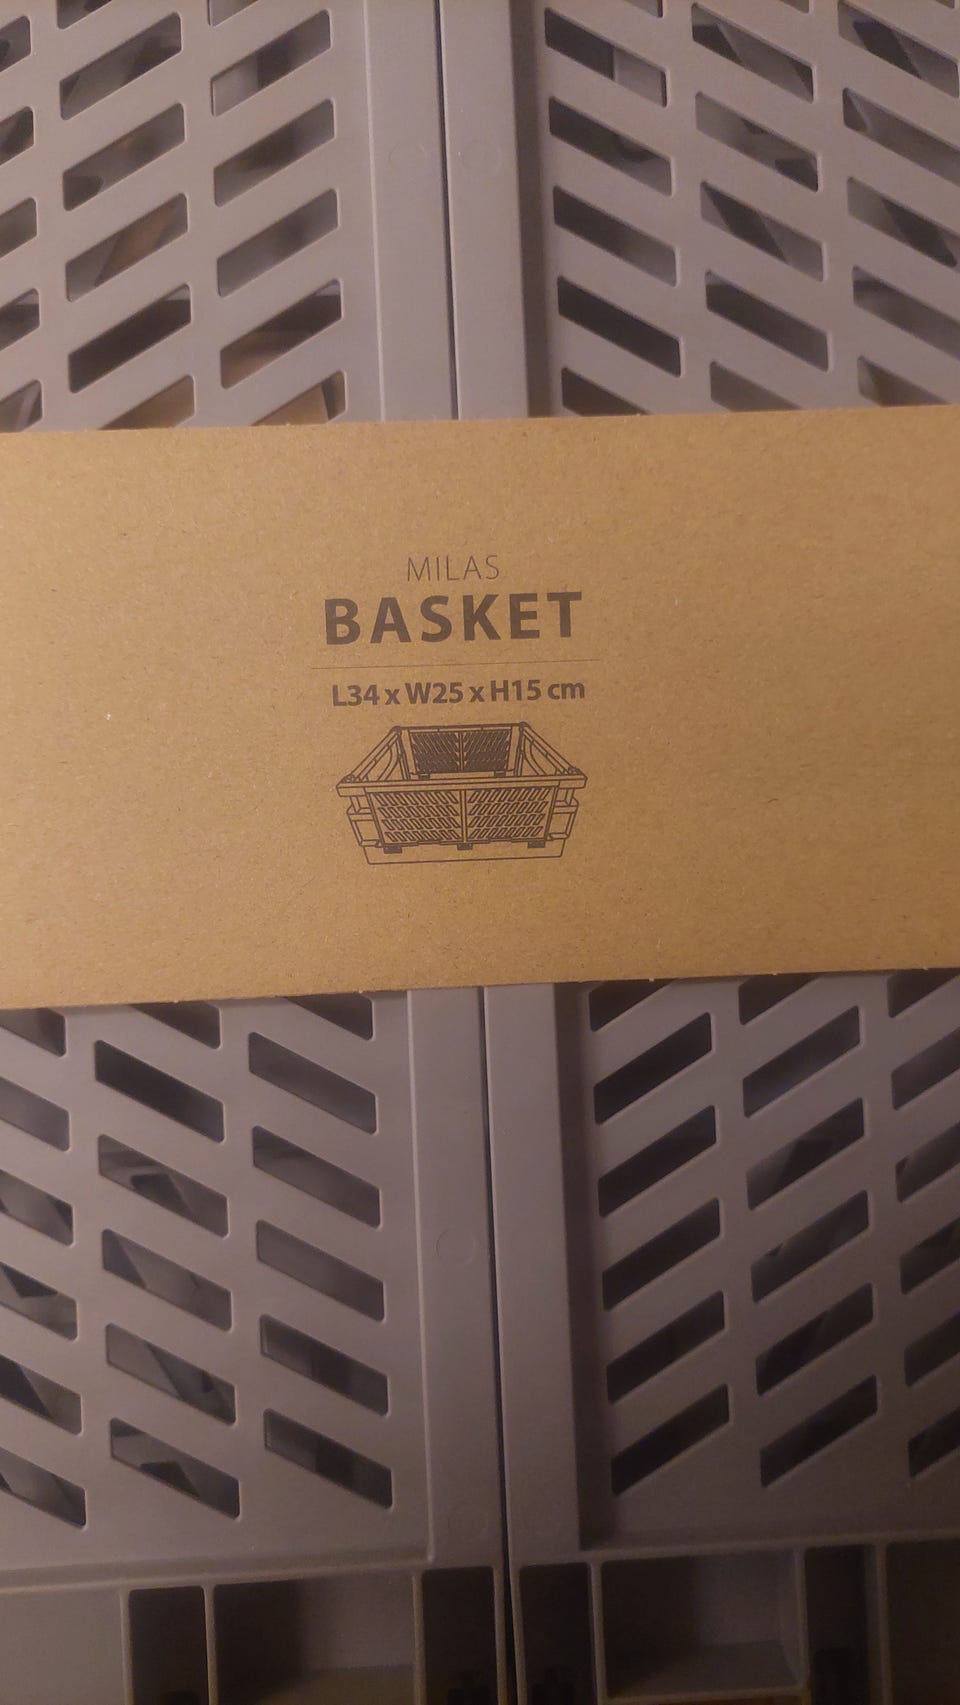 MILAS
BASKET
L34 x W25 x H15 cm